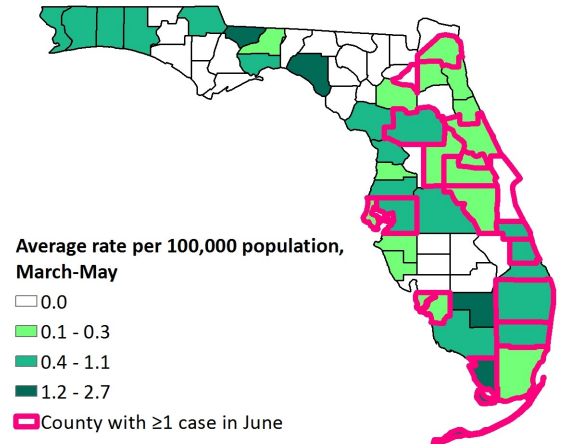 Average rate per 100,000 population,
March-May
0.0
0.1 - 0.3
0.4 - 1.1
1.2 - 2.7
County with ≥1 case in June